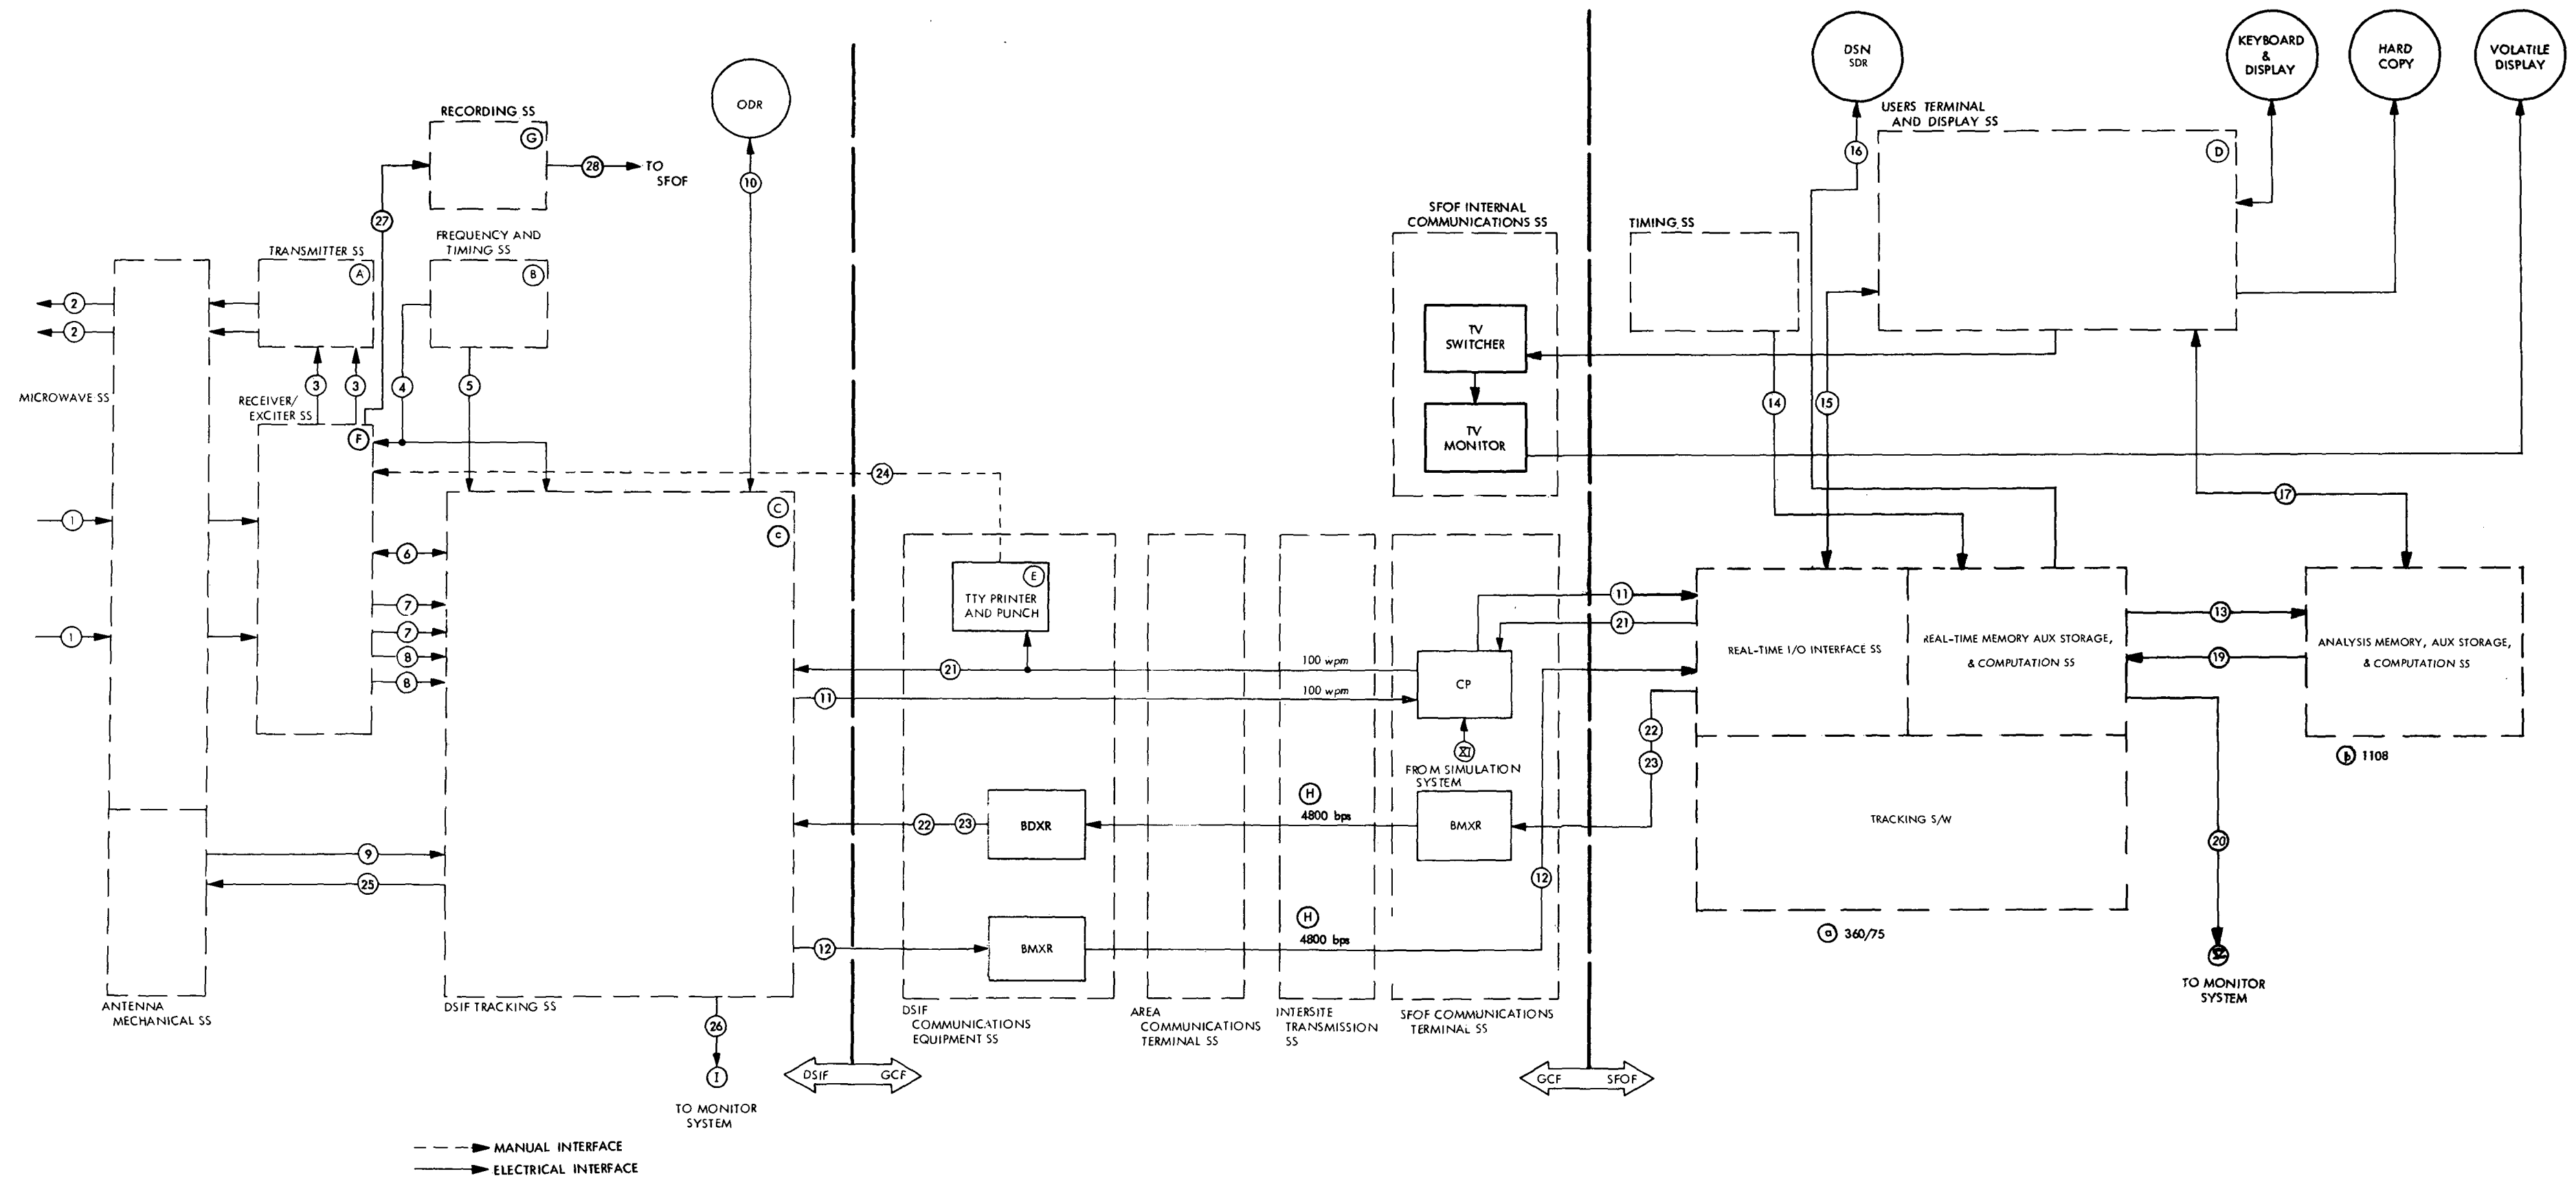 DSN
SDR
KEYBOARD
&
DISPLAY
HARD
COPY
VOLATILE
DISPLAY
ODR
RECORDING SS
G
28
TO
SFOF
10
27
USERS TERMINAL
AND DISPLAY SS
D
16
TRANSMITTER SS
A
FREQUENCY AND
TIMING SS
B
2
2
3
3
4
5
MICROWAVE SS
RECEIVER/
EXCITER SS
F
SFOF INTERNAL
COMMUNICATIONS SS
TV
SWITCHER
TV
MONITOR
TIMING SS
14
15
17
24
1
1
6
7
7
8
8
C
c
9
25
ANTENNA
MECHANICAL SS
DSIF TRACKING SS
26
I
TO MONITOR
SYSTEM
E
TTY PRINTER
AND PUNCH
21
11
100 wpm
100 wpm
CP
XI
FROM SIMULATION
SYSTEM
11
21
22
23
BDXR
H
4800 bps
BMXR
22
23
12
BMXR
H
4800 bps
12
DSIF
COMMUNICATIONS
EQUIPMENT SS
AREA
COMMUNICATIONS
TERMINAL SS
INTERSITE
TRANSMISSION
SS
SFOF COMMUNICATIONS
TERMINAL SS
DSIF
GCF
GCF
SFOF
REAL-TIME I/O INTERFACE SS
REAL-TIME MEMORY AUX STORAGE,
& COMPUTATION SS
TRACKING S/W
a 360/75
13
19
20
TO MONITOR
SYSTEM
ANALYSIS MEMORY, AUX STORAGE,
& COMPUTATION SS
b 1108
MANUAL INTERFACE
ELECTRICAL INTERFACE